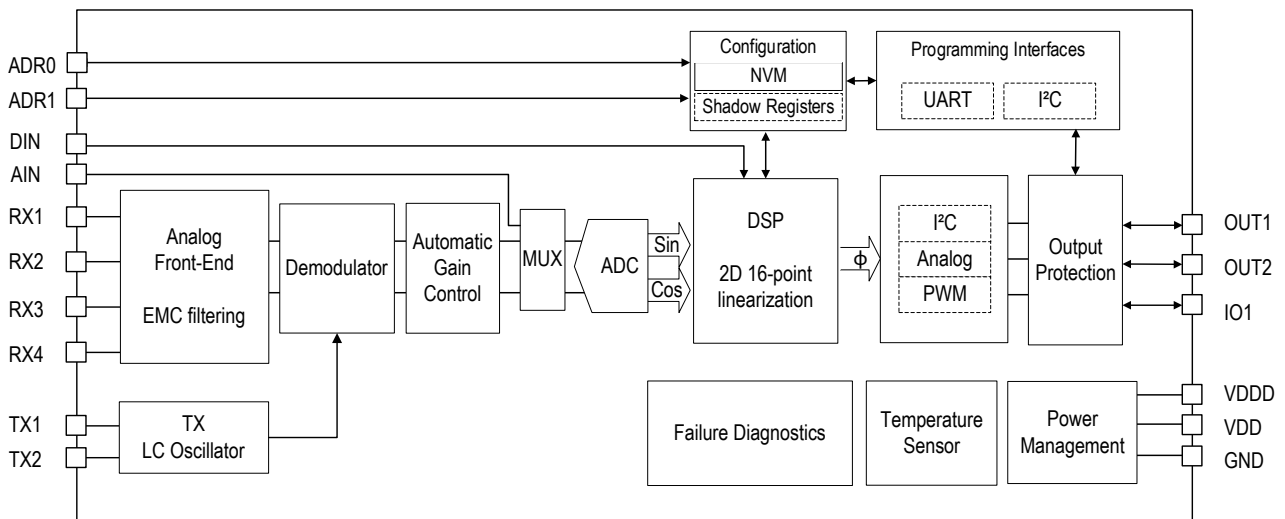 ADR0
ADR1
DIN
AIN
RX1
RX2
RX3
RX4
TX1
TX2
Configuration
NVM
Shadow Registers
Programming Interfaces
UART
I²C
Analog
Front-End
EMC filtering
Demodulator
Automatic
Gain
Control
MUX
ADC
Sin
Cos
DSP
2D 16-point
linearization
ϕ
I²C
Analog
PWM
Output
Protection
OUT1
OUT2
IO1
TX
LC Oscillator
Failure Diagnostics
Temperature
Sensor
Power
Management
VDDD
VDD
GND